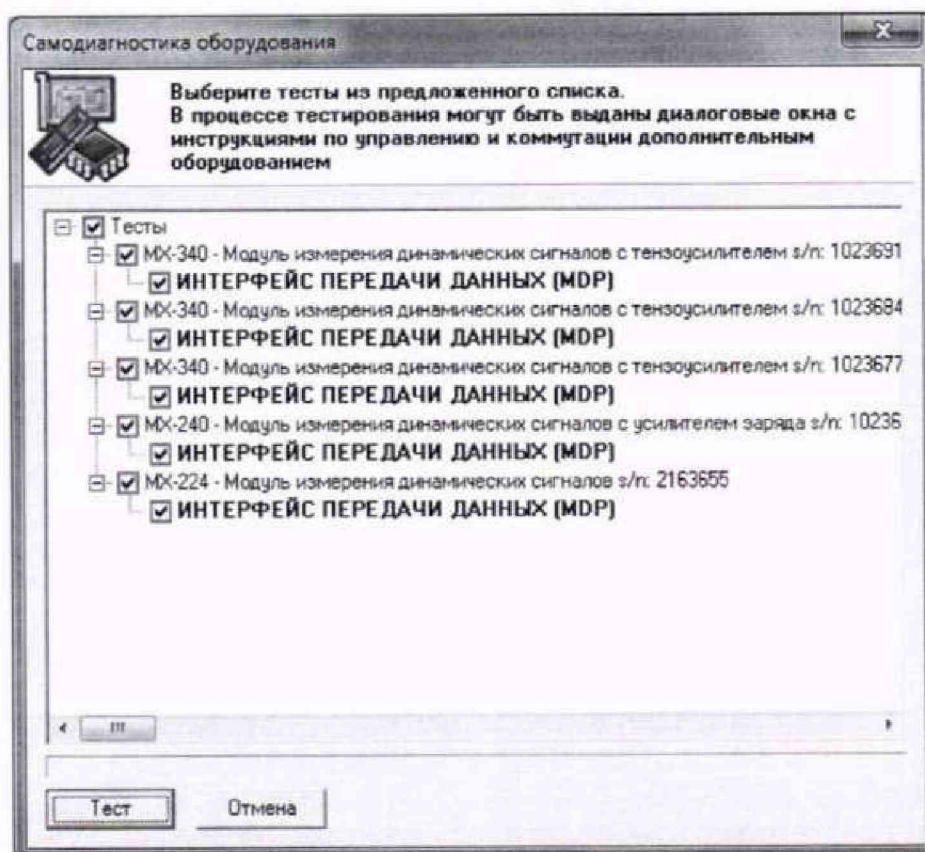 Самодиагностика оборудования
Выберите тесты из предложенного списка.
В процессе тестирования могут быть выданы диалоговые окна с
инструкциями по управлению и коммутации дополнительным
оборудованием
Тесты
MX-340 - Модуль измерения динамических сигналов с тензоусилителем s/n: 1023691
ИНТЕРФЕЙС ПЕРЕДАЧИ ДАННЫХ (MDP)
MX-340 - Модуль измерения динамических сигналов с тензоусилителем s/n: 1023684
ИНТЕРФЕЙС ПЕРЕДАЧИ ДАННЫХ (MDP)
MX-340 - Модуль измерения динамических сигналов с тензоусилителем s/n: 1023677
ИНТЕРФЕЙС ПЕРЕДАЧИ ДАННЫХ (MDP)
MX-240 - Модуль измерения динамических сигналов с усилителем заряда s/n: 10236
ИНТЕРФЕЙС ПЕРЕДАЧИ ДАННЫХ (MDP)
MX-224 - Модуль измерения динамических сигналов s/n: 2163655
ИНТЕРФЕЙС ПЕРЕДАЧИ ДАННЫХ (MDP)
Тест
Отмена